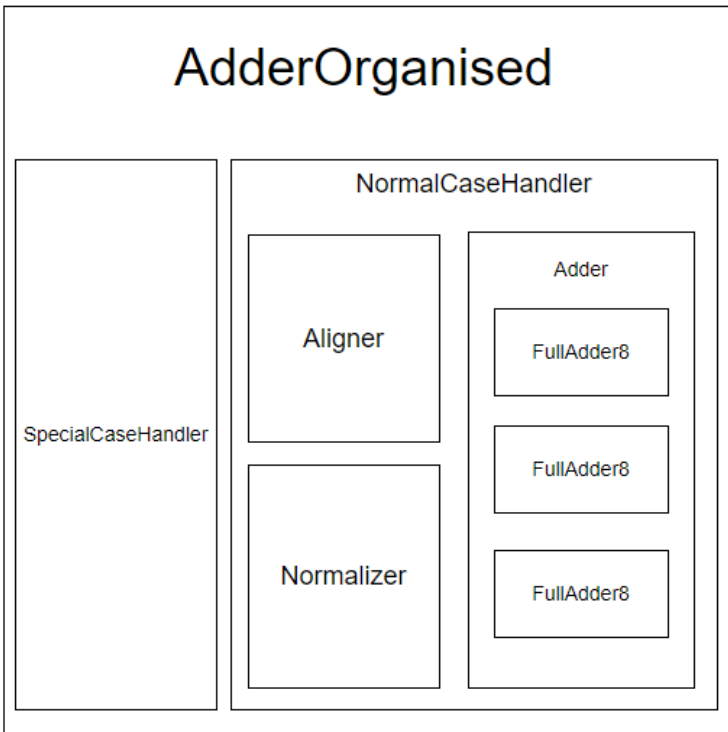 AdderOrganised
SpecialCaseHandler
NormalCaseHandler
Aligner
Normalizer
Adder
FullAdder8
FullAdder8
FullAdder8